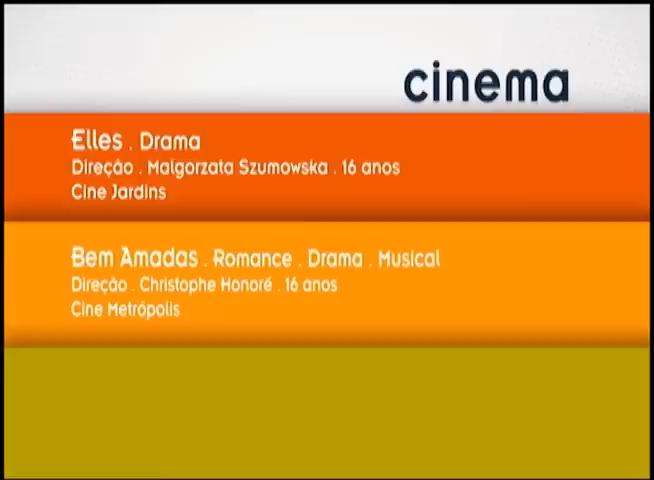 cinema
Elles . Drama
Direção . Malgorzata Szumowska . 16 anos
Cine Jardins
Bem Amadas . Romance . Drama . Musical
Direção . Christophe Honoré . 16 anos
Cine Metrópolis